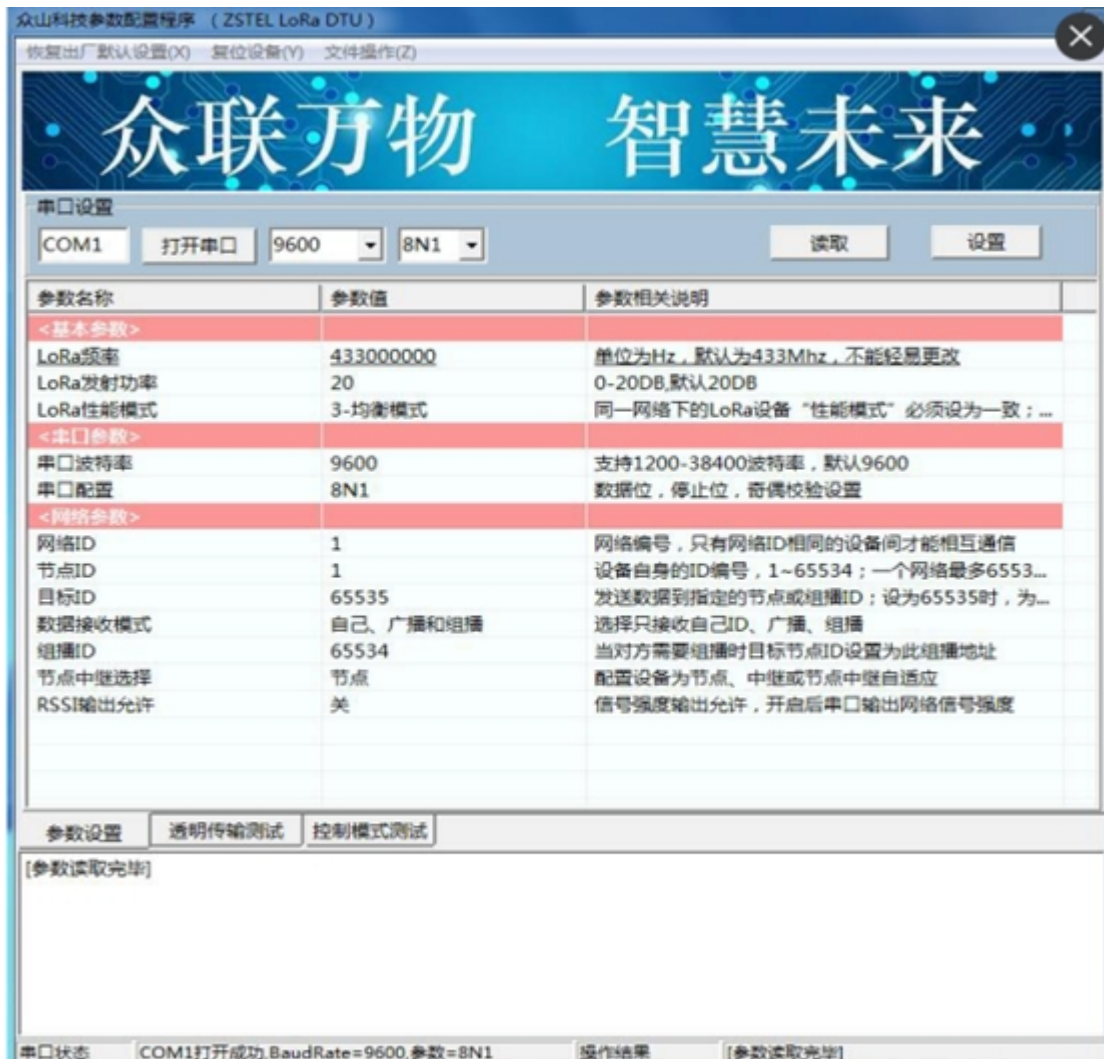 众山科技参数配置程序 （ZSTEL LoRa DTU）
恢复出厂默认设置(X) 复位设备(Y) 文件操作(Z)
众联万物 智慧未来
串口设置
COM1 打开串口 9600 8N1 读取 设置
参数名称 参数值 参数相关说明
<基本参数>
LoRa频率 433000000 单位为Hz，默认为433Mhz，不能轻易更改
LoRa发射功率 20 0-20DB,默认20DB
LoRa性能模式 3-均衡模式 同一网络下的LoRa设备“性能模式”必须设为一致；...
<串口参数>
串口波特率 9600 支持1200-38400波特率，默认9600
串口配置 8N1 数据位，停止位，奇偶校验设置
<网络参数>
网络ID 1 网络编号，只有网络ID相同的设备间才能相互通信
节点ID 1 设备自身的ID编号，1~65534；一个网络最多6553...
目标ID 65535 发送数据到指定的节点或组播ID；设为65535时，为...
数据接收模式 自己、广播和组播 选择只接收自己ID、广播、组播
组播ID 65534 当对方需要组播时目标节点ID设置为此组播地址
节点中继选择 节点 配置设备为节点、中继或节点中继自适应
RSSI输出允许 关 信号强度输出允许，开启后串口输出网络信号强度
参数设置 透明传输测试 控制模式测试
[参数读取完毕]
串口状态 COM1打开成功,BaudRate=9600,参数=8N1 操作结果 [参数读取完毕]